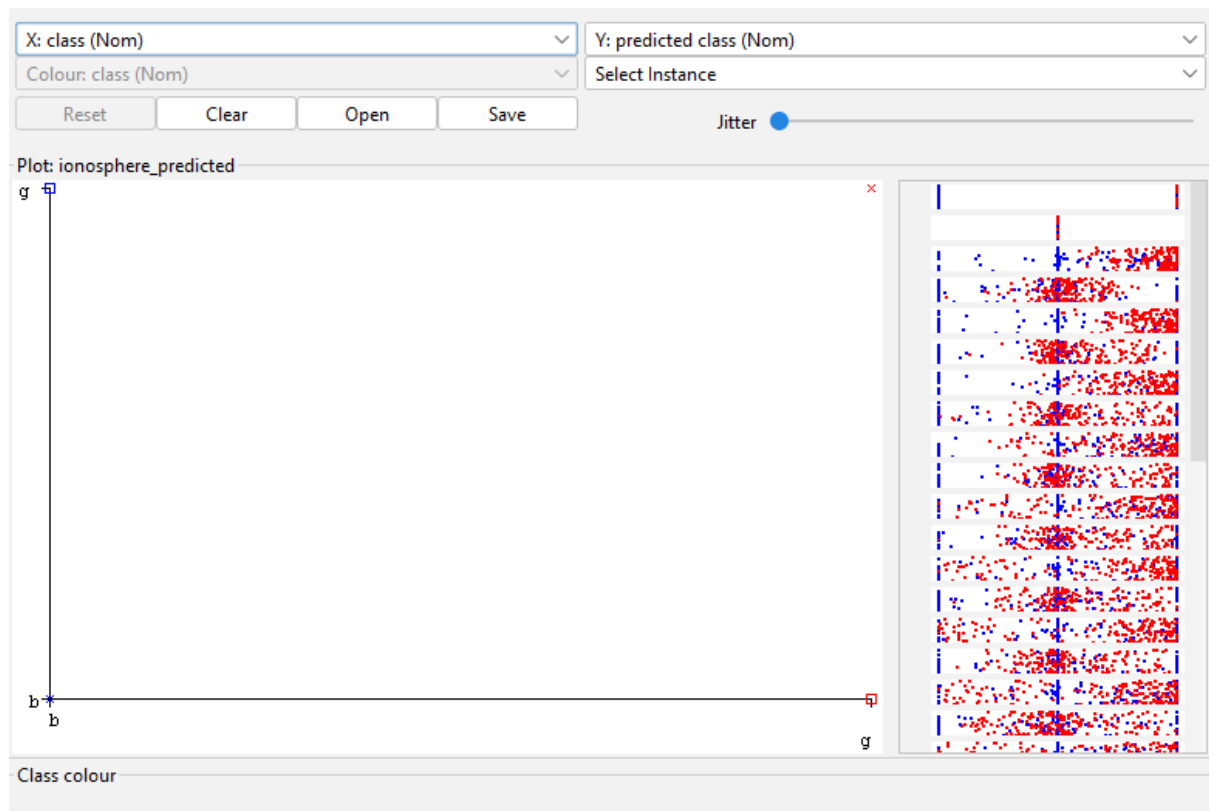 X: class (Nom)
Y: predicted class (Nom)
Colour: class (Nom)
Select Instance
Reset
Clear
Open
Save
Jitter
Plot: ionosphere_predicted
g
b
b
g
Class colour